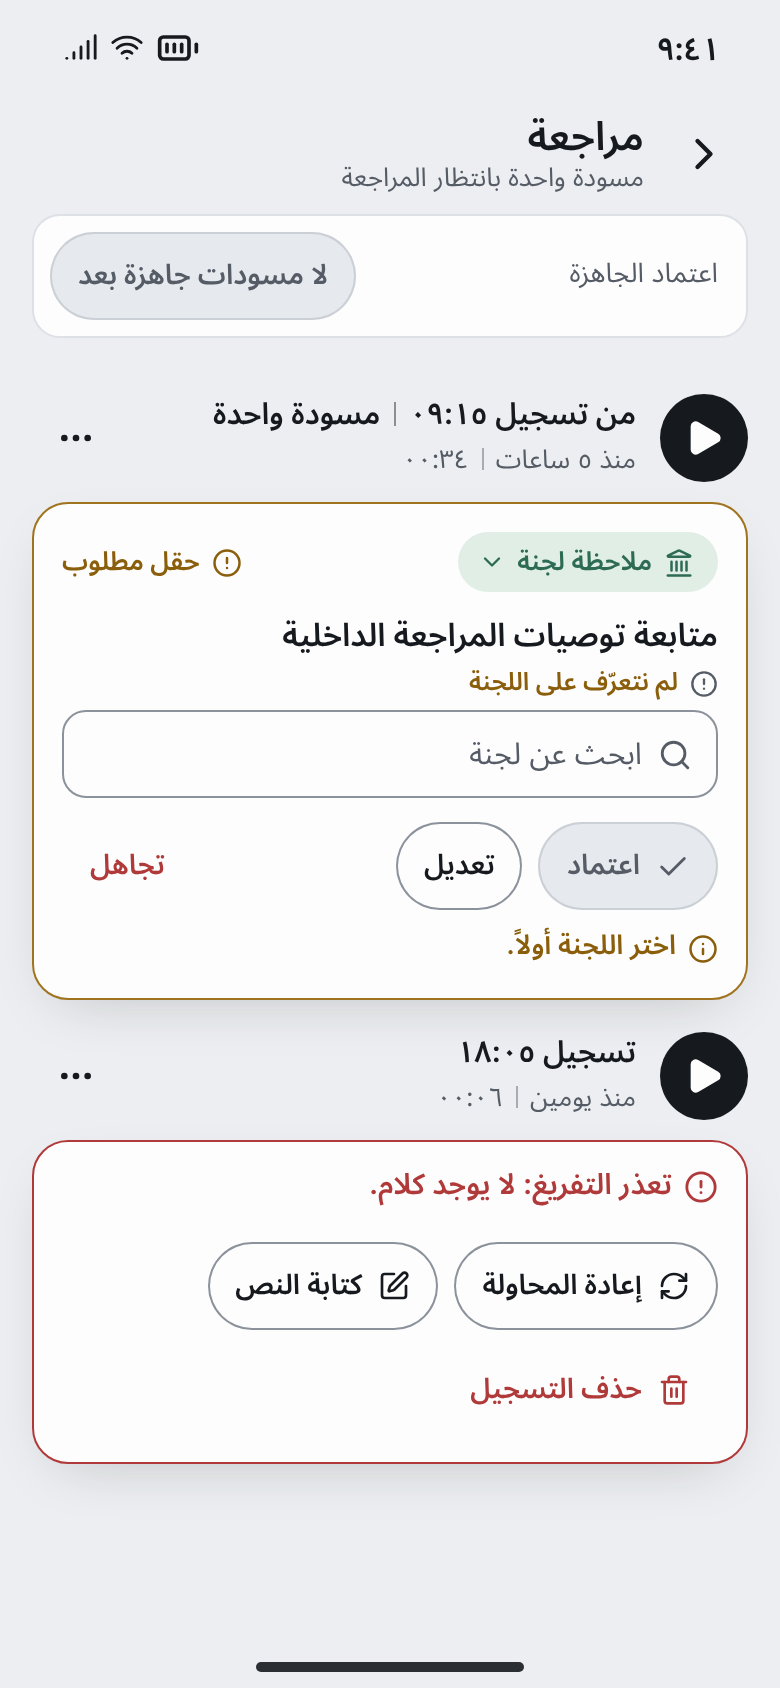 ٩:٤١
مراجعة
مسودة واحدة بانتظار المراجعة
اعتماد الجاهزة
لا مسودات جاهزة بعد
من تسجيل ٠٩:١٥ | مسودة واحدة
منذ ٥ ساعات | ٠٠:٣٤
ملاحظة لجنة
حقل مطلوب
متابعة توصيات المراجعة الداخلية
لم نتعرّف على اللجنة
ابحث عن لجنة
اعتماد
تعديل
تجاهل
اختر اللجنة أولاً.
تسجيل ١٨:٠٥
منذ يومين | ٠٠:٠٦
تعذر التفريغ: لا يوجد كلام.
إعادة المحاولة
كتابة النص
حذف التسجيل